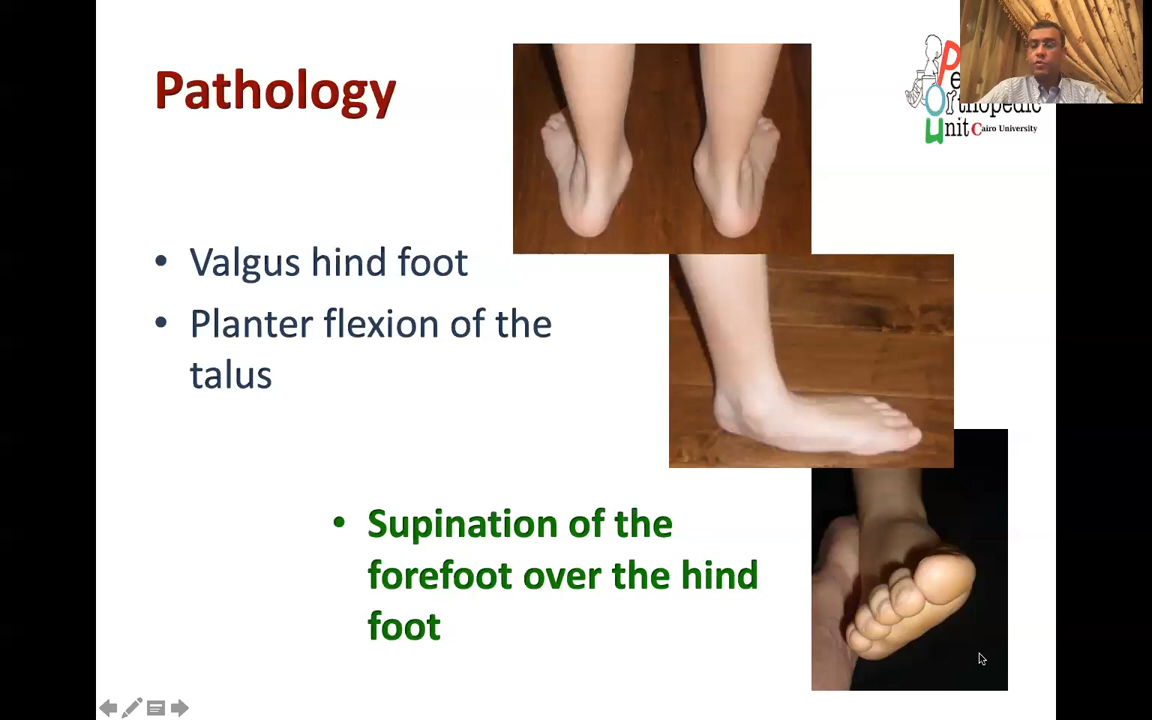 Pathology
• Valgus hind foot
• Planter flexion of the
talus
• Supination of the
forefoot over the hind
foot
Orthopedic
Unit Cairo University